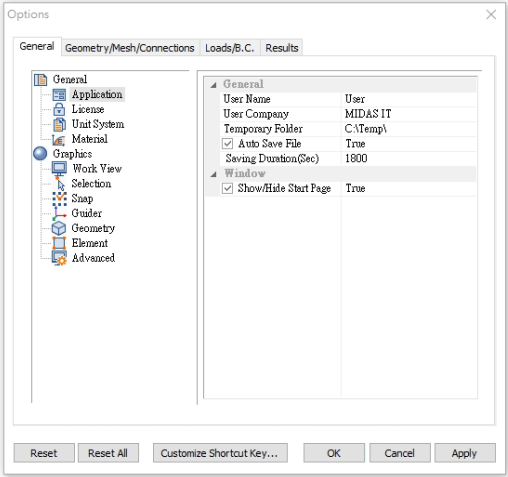 Options
General Geometry/Mesh/Connections Loads/B.C. Results
General
Application
License
Unit System
Material
Graphics
Work View
Selection
Snap
Guider
Geometry
Element
Advanced
General
User Name User
User Company MIDAS IT
Temporary Folder C:\Temp\
Auto Save File True
Saving Duration(Sec) 1800
Window
Show/Hide Start Page True
Reset Reset All Customize Shortcut Key... OK Cancel Apply